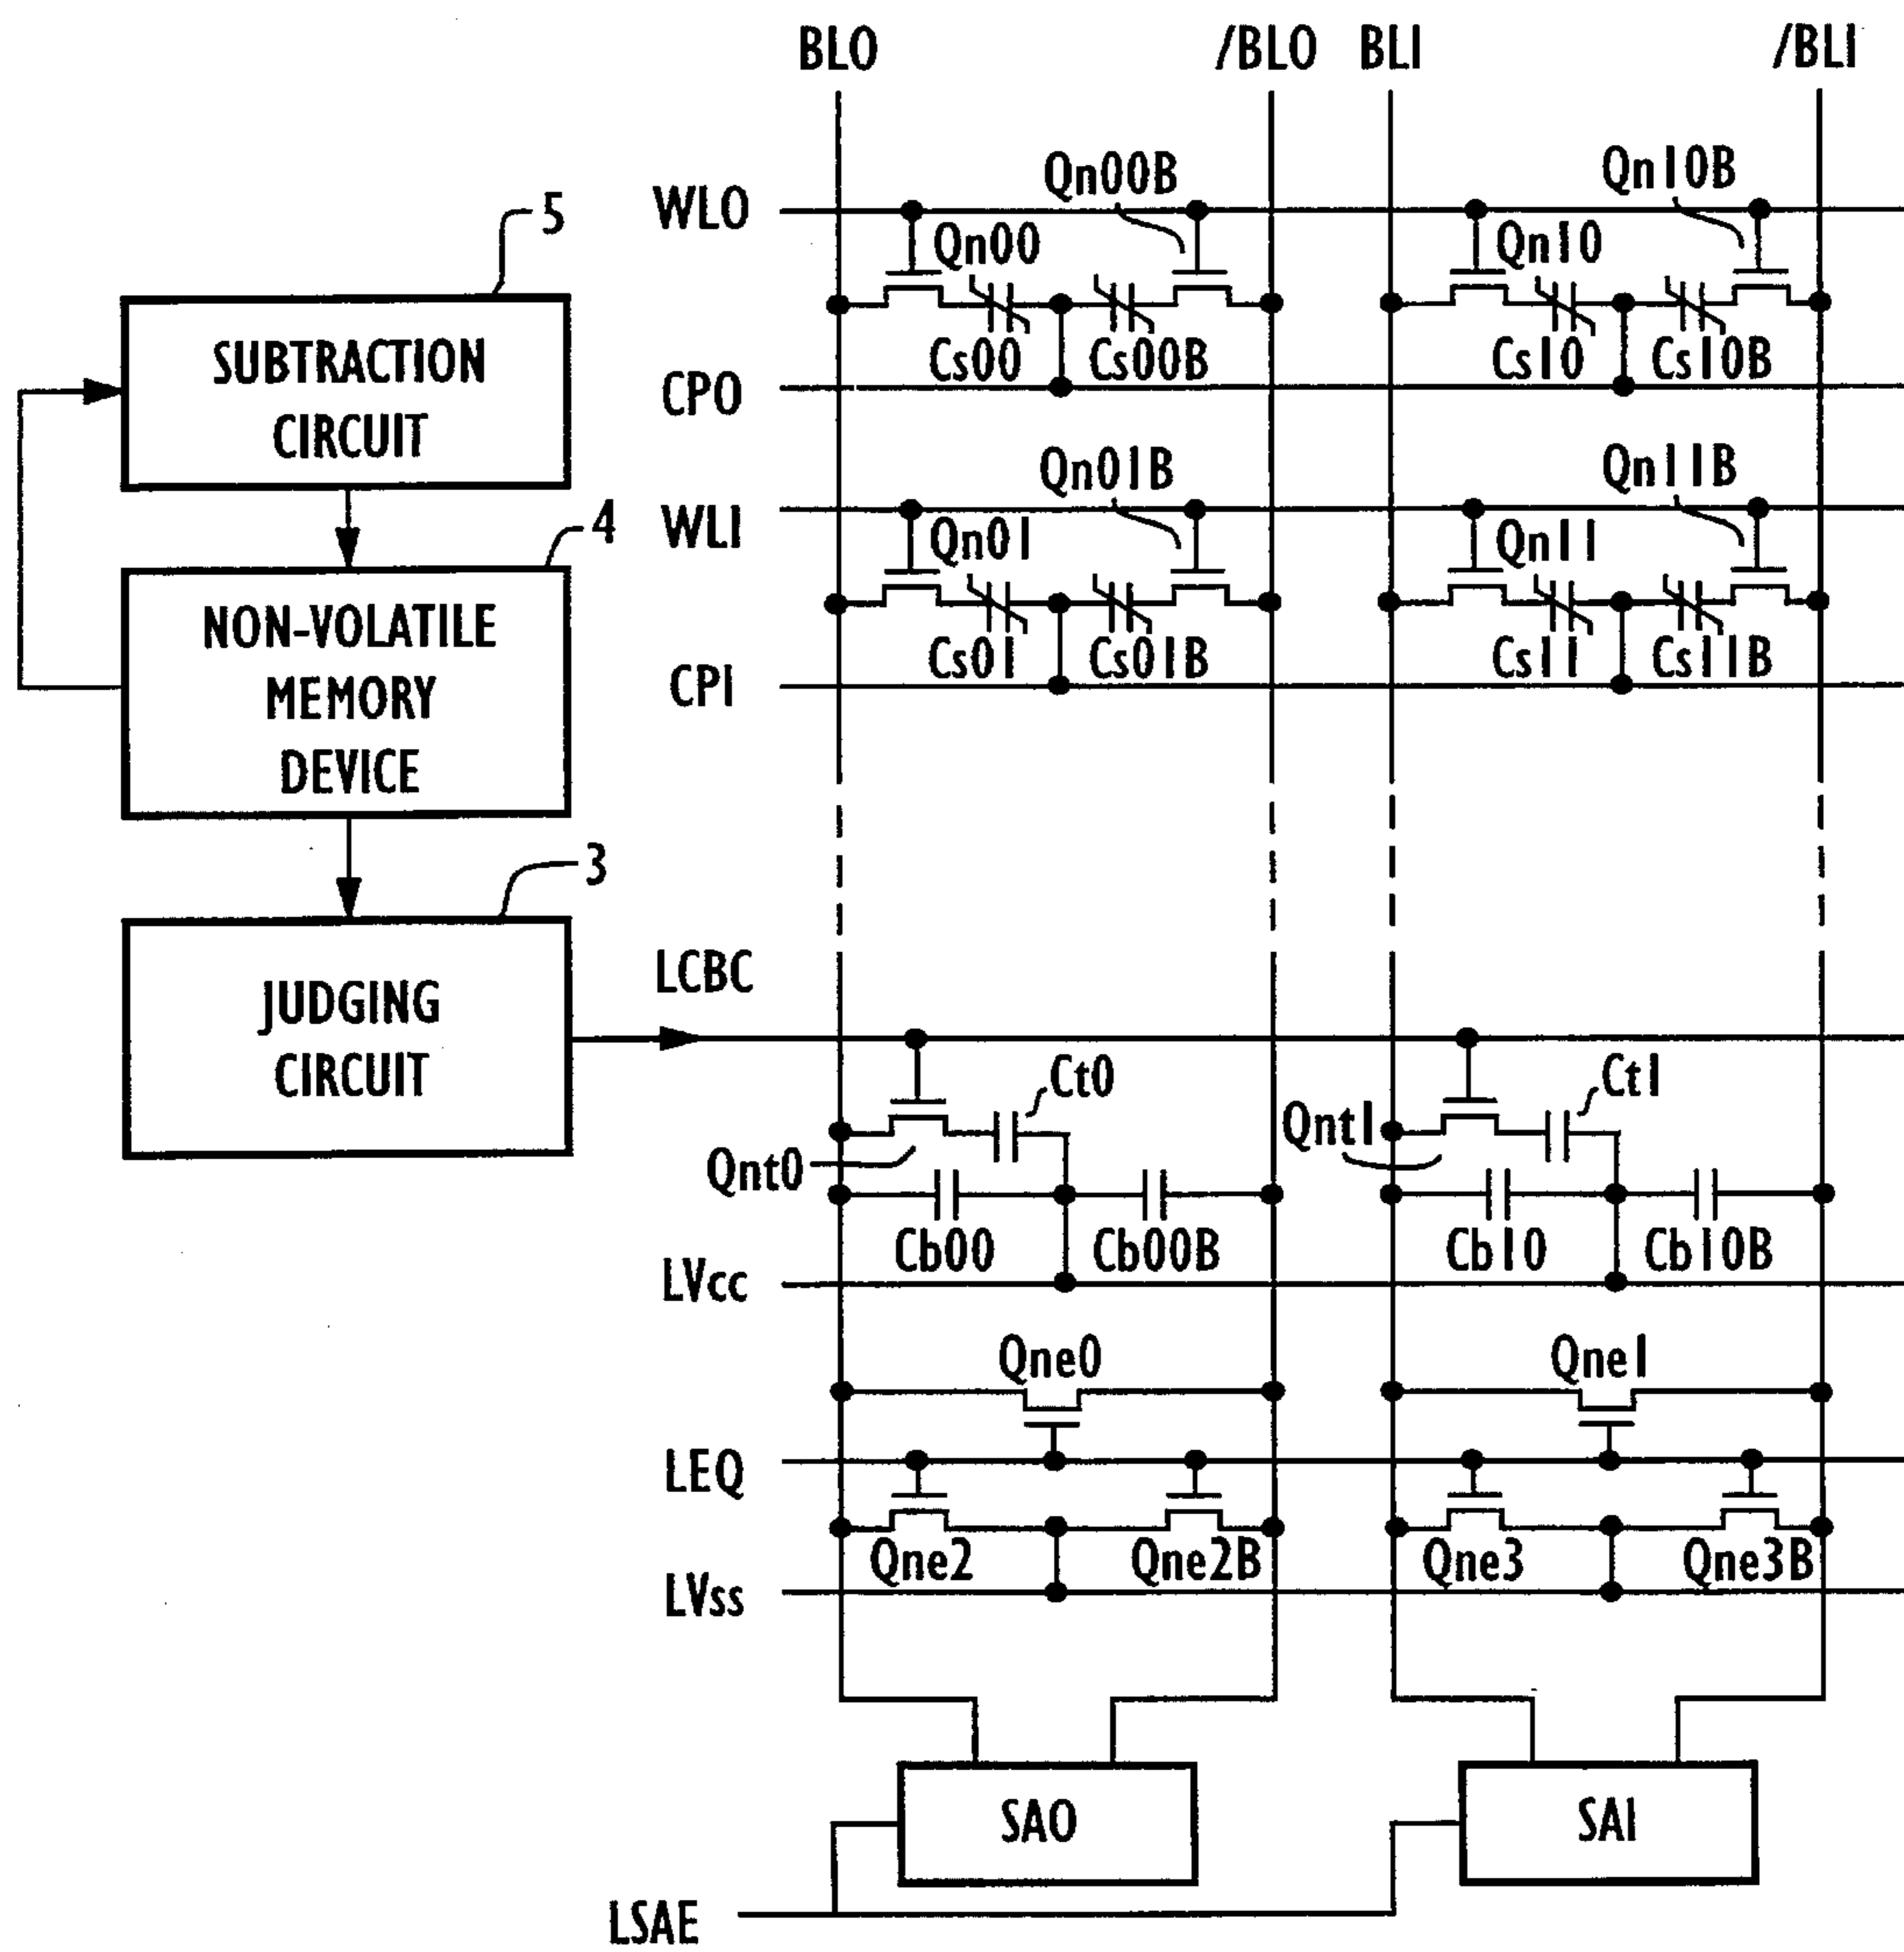 BL0 /BL0 BL1 /BL1
Qn00B Qn10B
5 WL0
Qn00 Qn10
SUBTRACTION
CIRCUIT
Cs00 Cs00B Cs10 Cs10B
CP0
Qn01B Qn11B
4 WL1
Qn01 Qn11
NON-VOLATILE
MEMORY
DEVICE
Cs01 Cs01B Cs11 Cs11B
CP1
3
LCBC
JUDGING
CIRCUIT
Ct0 Ct1
Qnt0 Qnt1
Cb00 Cb00B Cb10 Cb10B
LVcc
Qne0 Qne1
LEQ
Qne2 Qne2B Qne3 Qne3B
LVss
SA0 SA1
LSAE